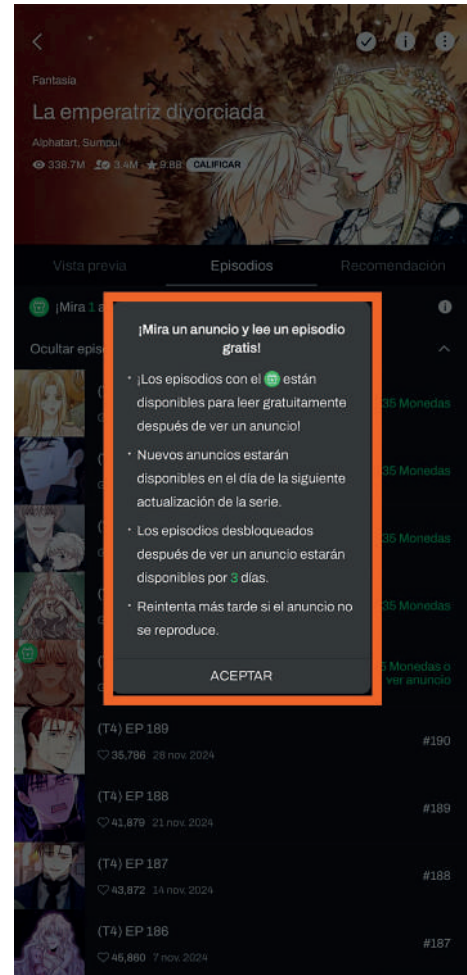 Fantasía
La emperatriz divorciada
Alphatart, Sumpul
338.7M 3.4M 9.88 CALIFICAR
Vista previa Episodios Recomendación
¡Mira 1 a
Ocultar epis
¡Mira un anuncio y lee un episodio
gratis!
· ¡Los episodios con el están
disponibles para leer gratuitamente
después de ver un anuncio!
· Nuevos anuncios estarán
disponibles en el día de la siguiente
actualización de la serie.
· Los episodios desbloqueados
después de ver un anuncio estarán
disponibles por 3 días.
· Reintenta más tarde si el anuncio no
se reproduce.
ACEPTAR
35 Monedas
35 Monedas
35 Monedas
35 Monedas
5 Monedas o
ver anuncio
(T4) EP 189
35,786 28 nov. 2024
#190
(T4) EP 188
41,879 21 nov. 2024
#189
(T4) EP 187
43,872 14 nov. 2024
#188
(T4) EP 186
45,860 7 nov. 2024
#187